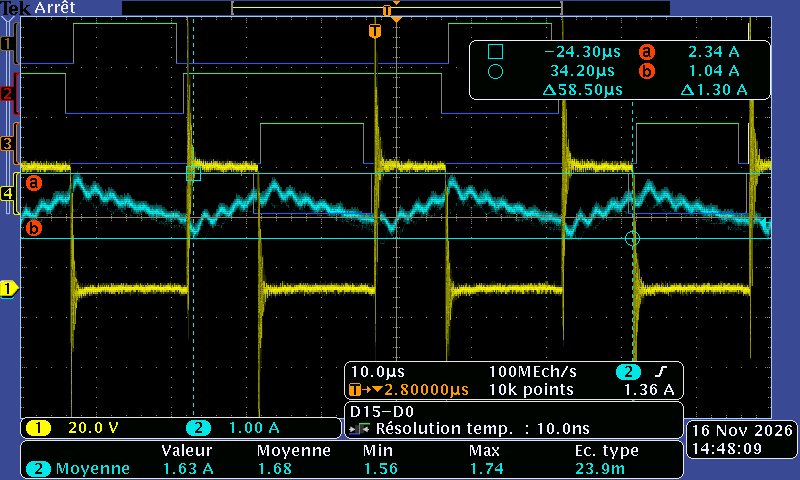 Tek Arrêt
T
1
T
□ −24.30µs a 2.34 A
○ 34.20µs b 1.04 A
Δ58.50µs Δ1.30 A
2
3
4
a
b
1
10.0µs 100MEch/s 2 1.36 A
T→▼2.80000µs 10k points
D15−D0
Résolution temp. : 10.0ns
1 20.0 V 2 1.00 A
Valeur Moyenne Min Max Ec. type
2 Moyenne 1.63 A 1.68 1.56 1.74 23.9m
16 Nov 2026
14:48:09